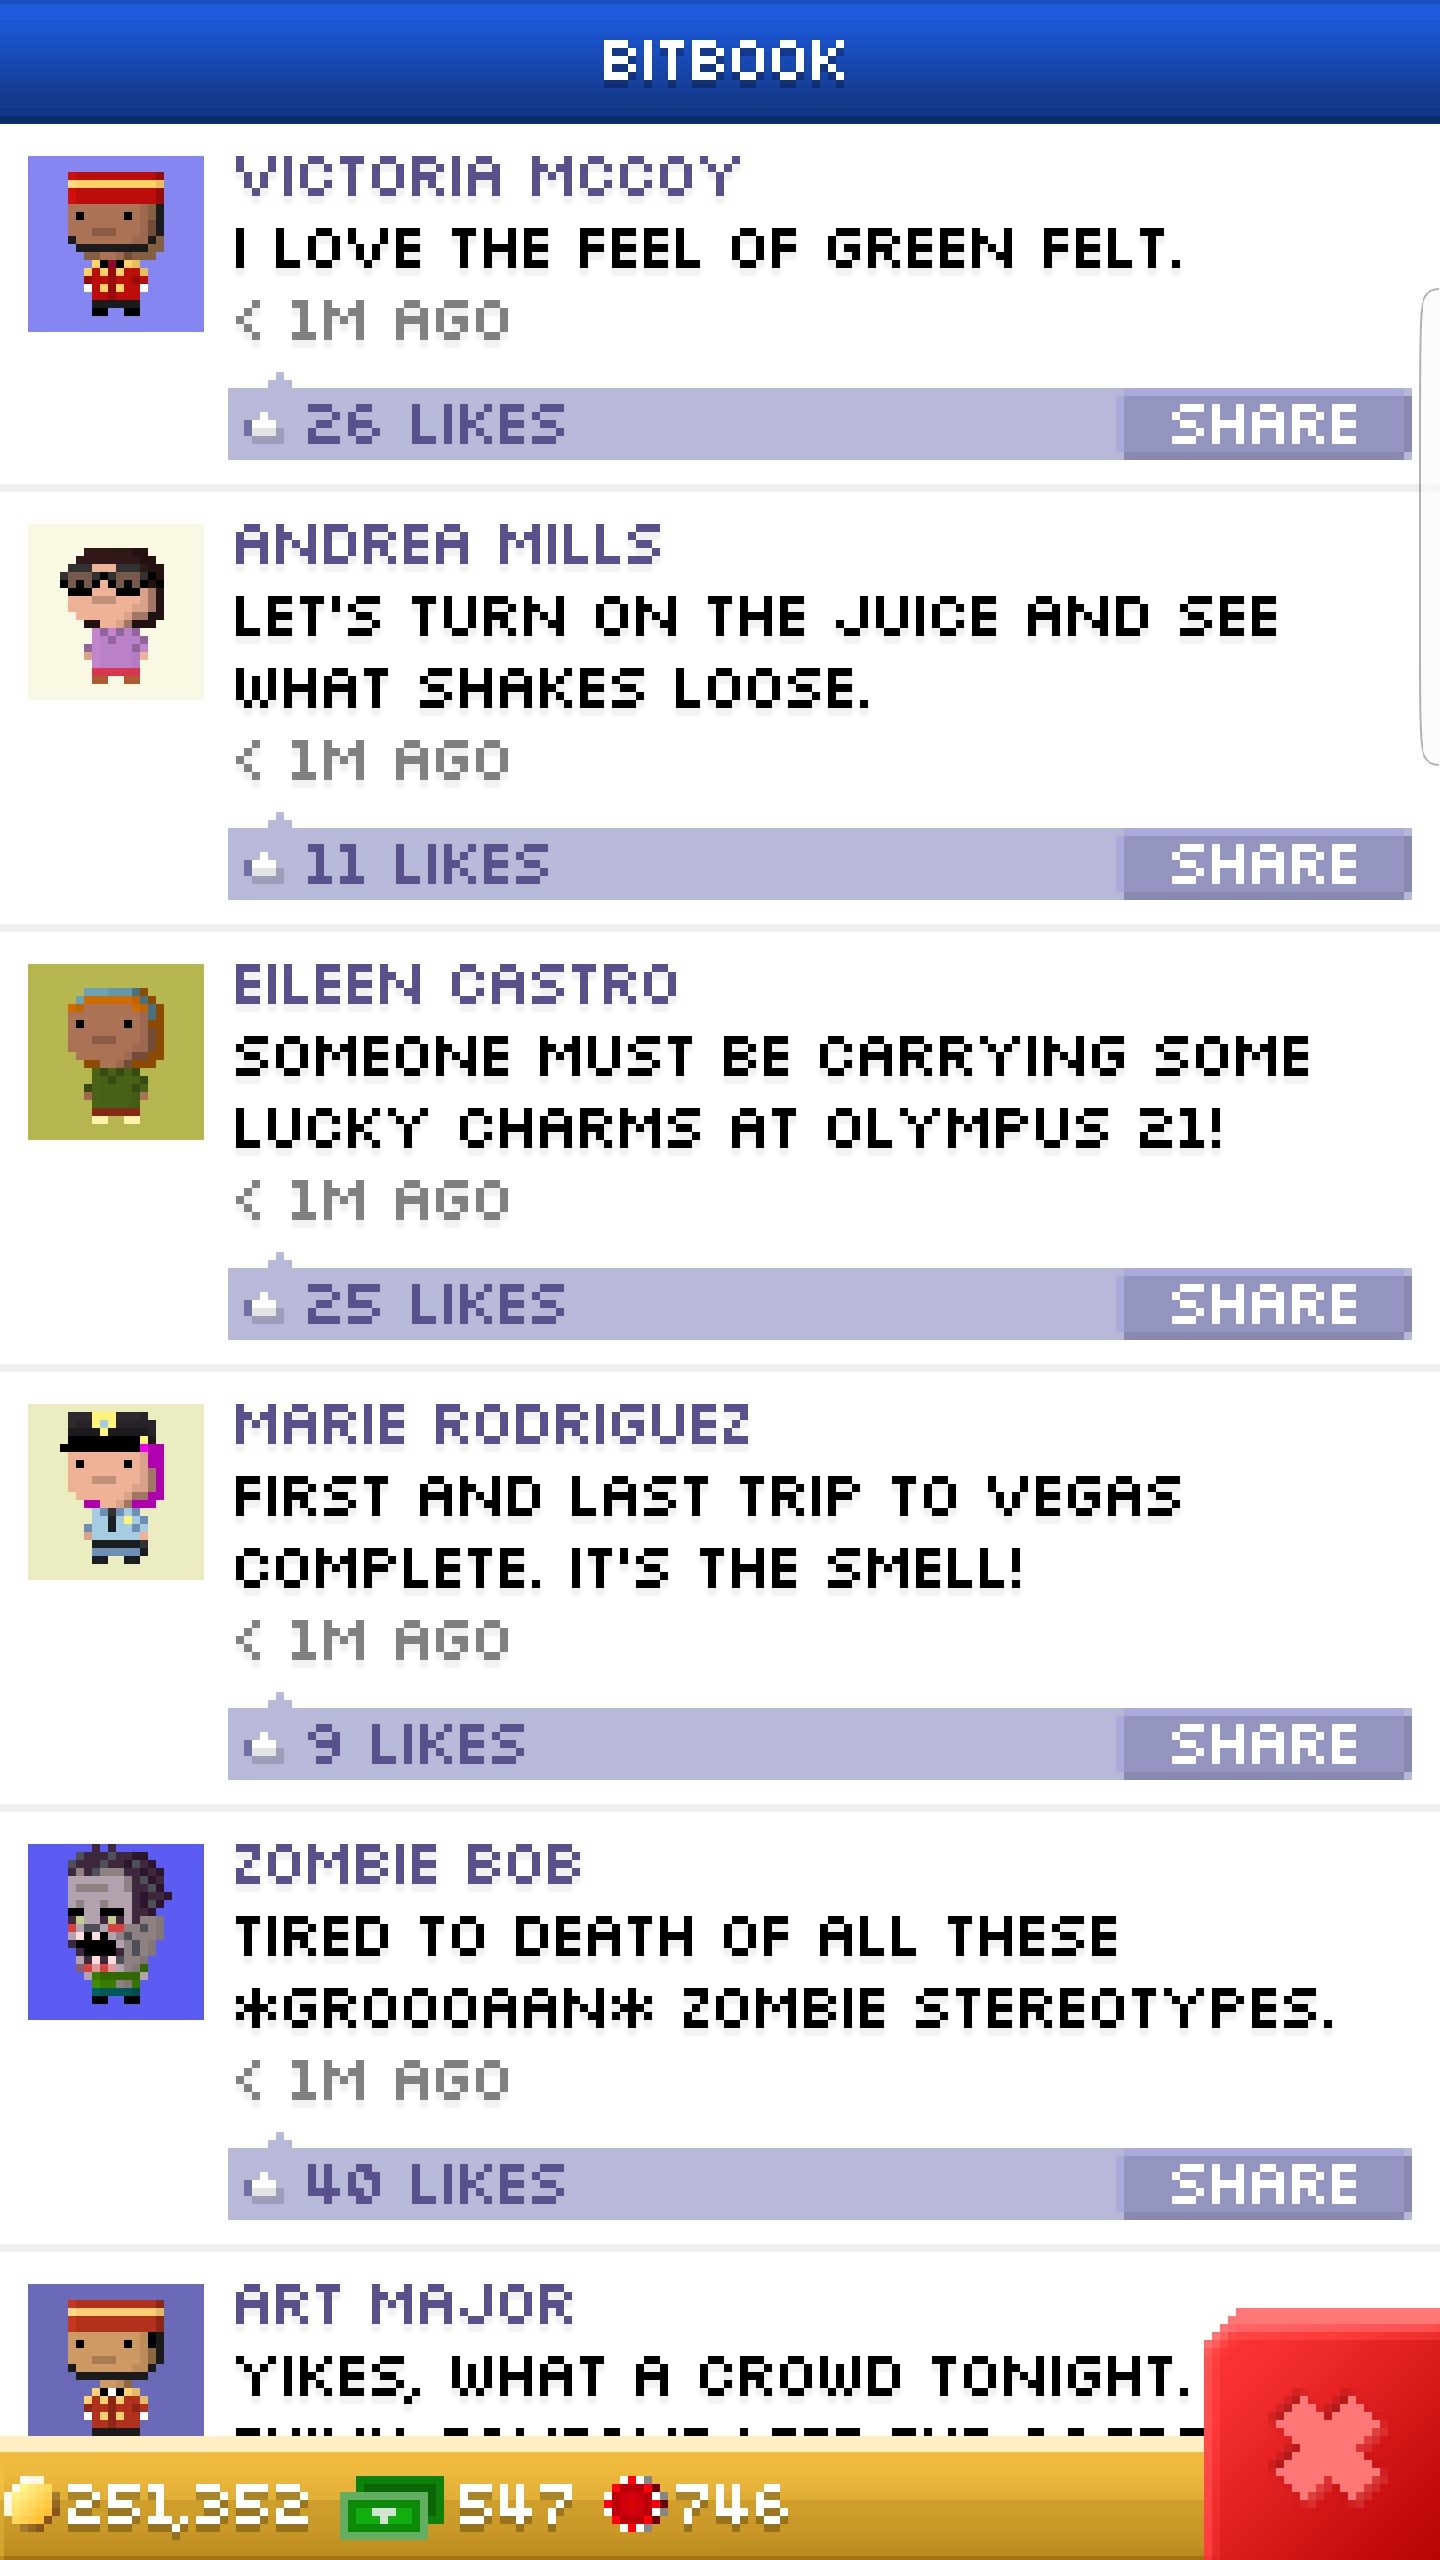 BITBOOK
VICTORIA MCCOY
I LOVE THE FEEL OF GREEN FELT.
< 1M AGO
26 LIKES
SHARE
ANDREA MILLS
LET'S TURN ON THE JUICE AND SEE
WHAT SHAKES LOOSE.
< 1M AGO
11 LIKES
SHARE
EILEEN CASTRO
SOMEONE MUST BE CARRYING SOME
LUCKY CHARMS AT OLYMPUS 21!
< 1M AGO
25 LIKES
SHARE
MARIE RODRIGUEZ
FIRST AND LAST TRIP TO VEGAS
COMPLETE. IT'S THE SMELL!
< 1M AGO
9 LIKES
SHARE
ZOMBIE BOB
TIRED TO DEATH OF ALL THESE
*GROOOAAN* ZOMBIE STEREOTYPES.
< 1M AGO
40 LIKES
SHARE
ART MAJOR
YIKES, WHAT A CROWD TONIGHT.
251,352 547 746